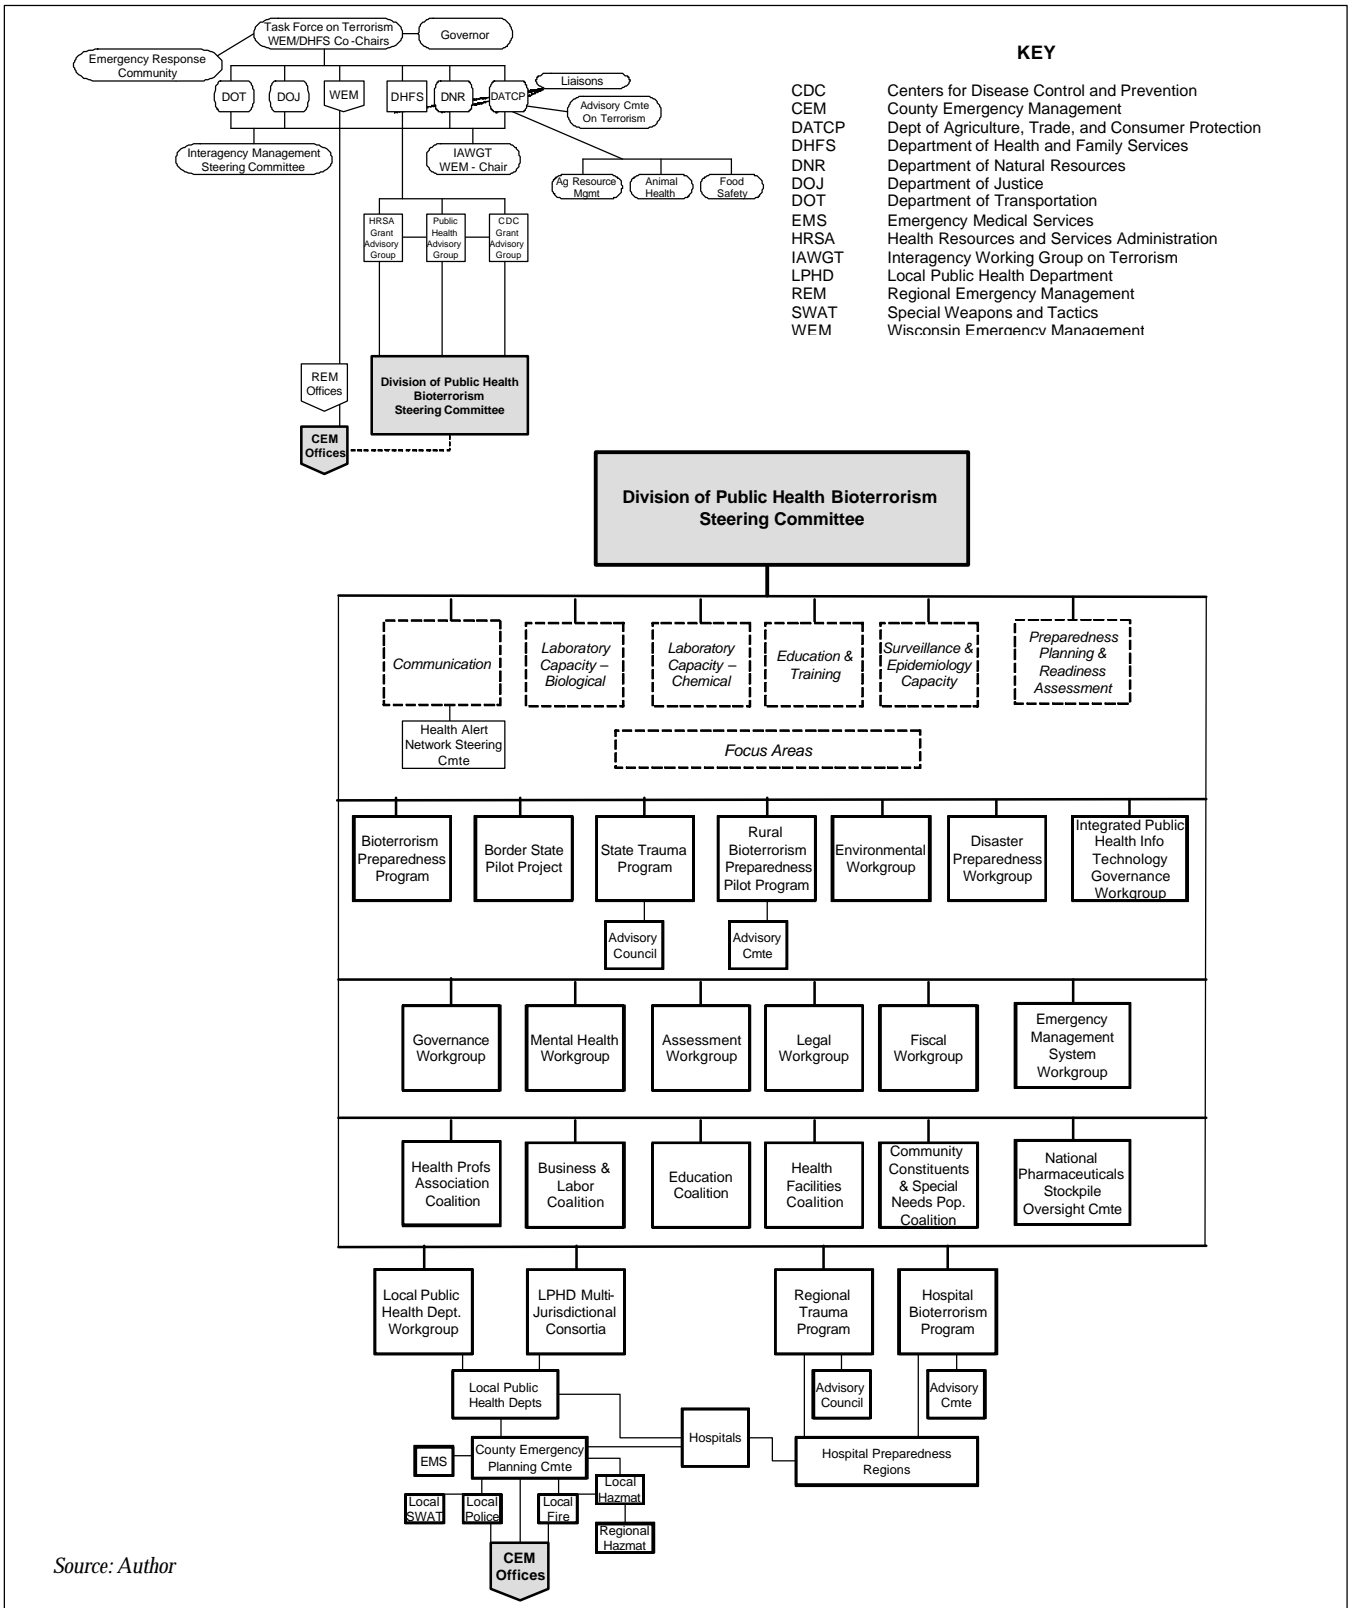 Task Force on Terrorism
WEM/DHFS Co -Chairs
Governor
Emergency Response
Community
DOT
DOJ
WEM
DHFS
DNR
DATCP
Liaisons
Advisory Cmte
On Terrorism
Interagency Management
Steering Committee
IAWGT
WEM - Chair
Ag Resource
Mgmt
Animal
Health
Food
Safety
HRSA
Grant
Advisory
Group
Public
Health
Advisory
Group
CDC
Grant
Advisory
Group
REM
Offices
Division of Public Health
Bioterrorism
Steering Committee
CEM
Offices
KEY
CDC Centers for Disease Control and Prevention
CEM County Emergency Management
DATCP Dept of Agriculture, Trade, and Consumer Protection
DHFS Department of Health and Family Services
DNR Department of Natural Resources
DOJ Department of Justice
DOT Department of Transportation
EMS Emergency Medical Services
HRSA Health Resources and Services Administration
IAWGT Interagency Working Group on Terrorism
LPHD Local Public Health Department
REM Regional Emergency Management
SWAT Special Weapons and Tactics
WEM Wisconsin Emergency Management
Division of Public Health Bioterrorism
Steering Committee
Communication
Laboratory
Capacity –
Biological
Laboratory
Capacity –
Chemical
Education &
Training
Surveillance &
Epidemiology
Capacity
Preparedness
Planning &
Readiness
Assessment
Health Alert
Network Steering
Cmte
Focus Areas
Bioterrorism
Preparedness
Program
Border State
Pilot Project
State Trauma
Program
Rural
Bioterrorism
Preparedness
Pilot Program
Environmental
Workgroup
Disaster
Preparedness
Workgroup
Integrated Public
Health Info
Technology
Governance
Workgroup
Advisory
Council
Advisory
Cmte
Governance
Workgroup
Mental Health
Workgroup
Assessment
Workgroup
Legal
Workgroup
Fiscal
Workgroup
Emergency
Management
System
Workgroup
Health Profs
Association
Coalition
Business &
Labor
Coalition
Education
Coalition
Health
Facilities
Coalition
Community
Constituents
& Special
Needs Pop.
Coalition
National
Pharmaceuticals
Stockpile
Oversight Cmte
Local Public
Health Dept.
Workgroup
LPHD Multi-
Jurisdictional
Consortia
Regional
Trauma
Program
Hospital
Bioterrorism
Program
Local Public
Health Depts
Advisory
Council
Advisory
Cmte
Hospitals
EMS
County Emergency
Planning Cmte
Hospital Preparedness
Regions
Local
SWAT
Local
Police
Local
Fire
Local
Hazmat
Regional
Hazmat
CEM
Offices
Source: Author